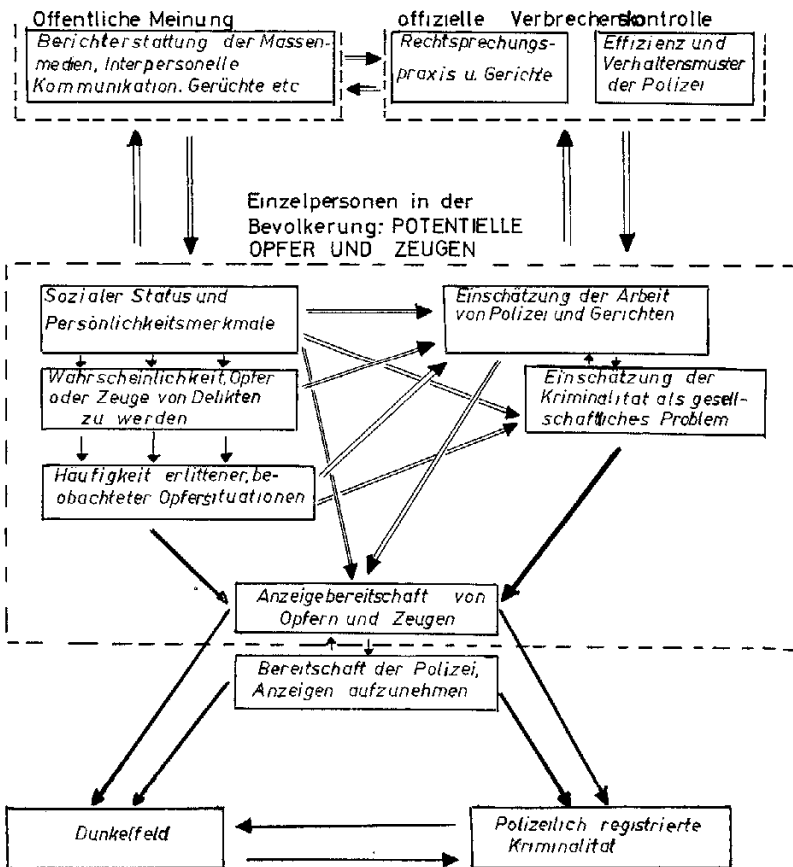 Offentliche Meinung
Berichterstattung der Massen-
medien, Interpersonelle
Kommunikation. Gerüchte etc
offizielle Verbrechenskontrolle
Rechtsprechungs-
praxis u. Gerichte
Effizienz und
Verhaltensmuster
der Polizei
Einzelpersonen in der
Bevolkerung: POTENTIELLE
OPFER UND ZEUGEN
Sozialer Status und
Persönlichkeitsmerkmale
Einschätzung der Arbeit
von Polizei und Gerichten
Wahrscheinlichkeit, Opfer
oder Zeuge von Delikten
zu werden
Einschätzung der
Kriminalitat als gesell-
schaftliches Problem
Häufigkeit erlittener, be-
obachteter Opfersituationen
Anzeigebereitschaft von
Opfern und Zeugen
Bereitschaft der Polizei,
Anzeigen aufzunehmen
Dunkelfeld
Polizeilich registrierte
Kriminalitat